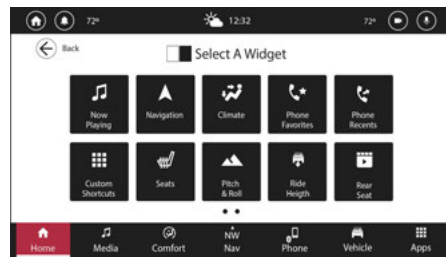 72° 12:32 72°
Back
Select A Widget
Now
Playing
Navigation
Climate
Phone
Favorites
Phone
Recents
Custom
Shortcuts
Seats
Pitch
& Roll
Ride
Heigth
Rear
Seat
Home
Media
Comfort
NW
Nav
Phone
Vehicle
Apps